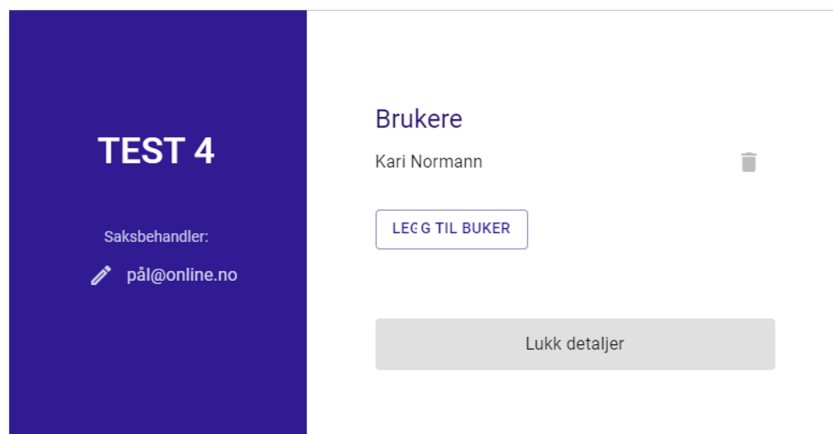 TEST 4
Saksbehandler:
pål@online.no
Brukere
Kari Normann
LEGG TIL BUKER
Lukk detaljer